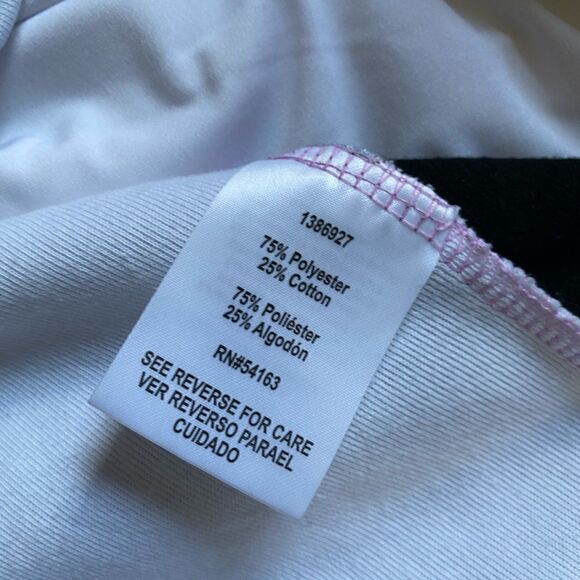 1386927
75% Polyester
25% Cotton
75% Poliéster
25% Algodón
RN#54163
SEE REVERSE FOR CARE
VER REVERSO PARAEL
CUIDADO